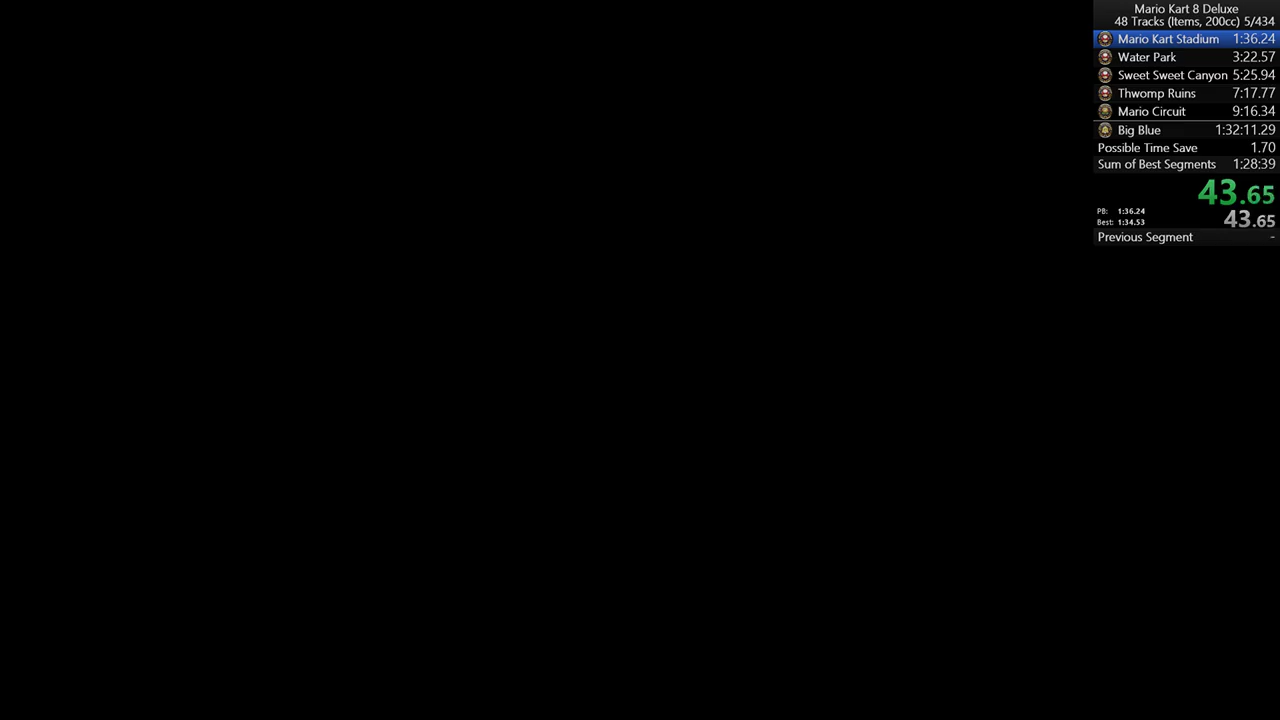 Mario Kart 8 Deluxe
48 Tracks (Items, 200cc) 5/434
Mario Kart Stadium 1:36.24
Water Park 3:22.57
Sweet Sweet Canyon 5:25.94
Thwomp Ruins 7:17.77
Mario Circuit 9:16.34
Big Blue 1:32:11.29
Possible Time Save 1.70
Sum of Best Segments 1:28:39
43.65
PB: 1:36.24
Best: 1:34.53
43.65
Previous Segment -